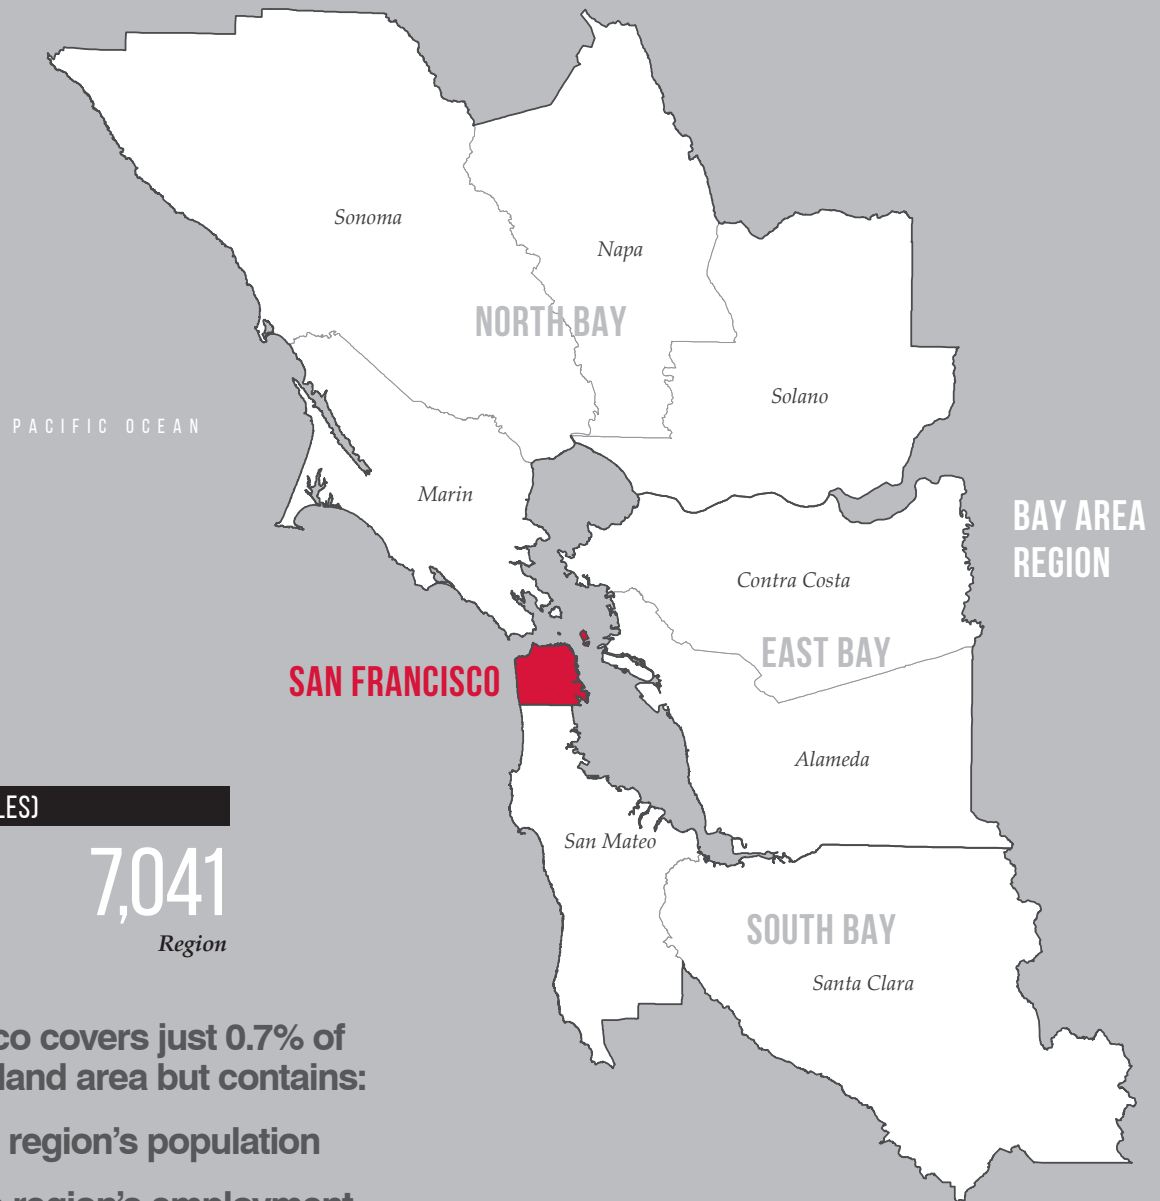 Sonoma
Napa
NORTH BAY
Solano
PACIFIC OCEAN
Marin
BAY AREA
REGION
Contra Costa
EAST BAY
SAN FRANCISCO
Alameda
LES)
7,041
Region
San Mateo
SOUTH BAY
Santa Clara
co covers just 0.7% of
land area but contains:
region's population
region's employment